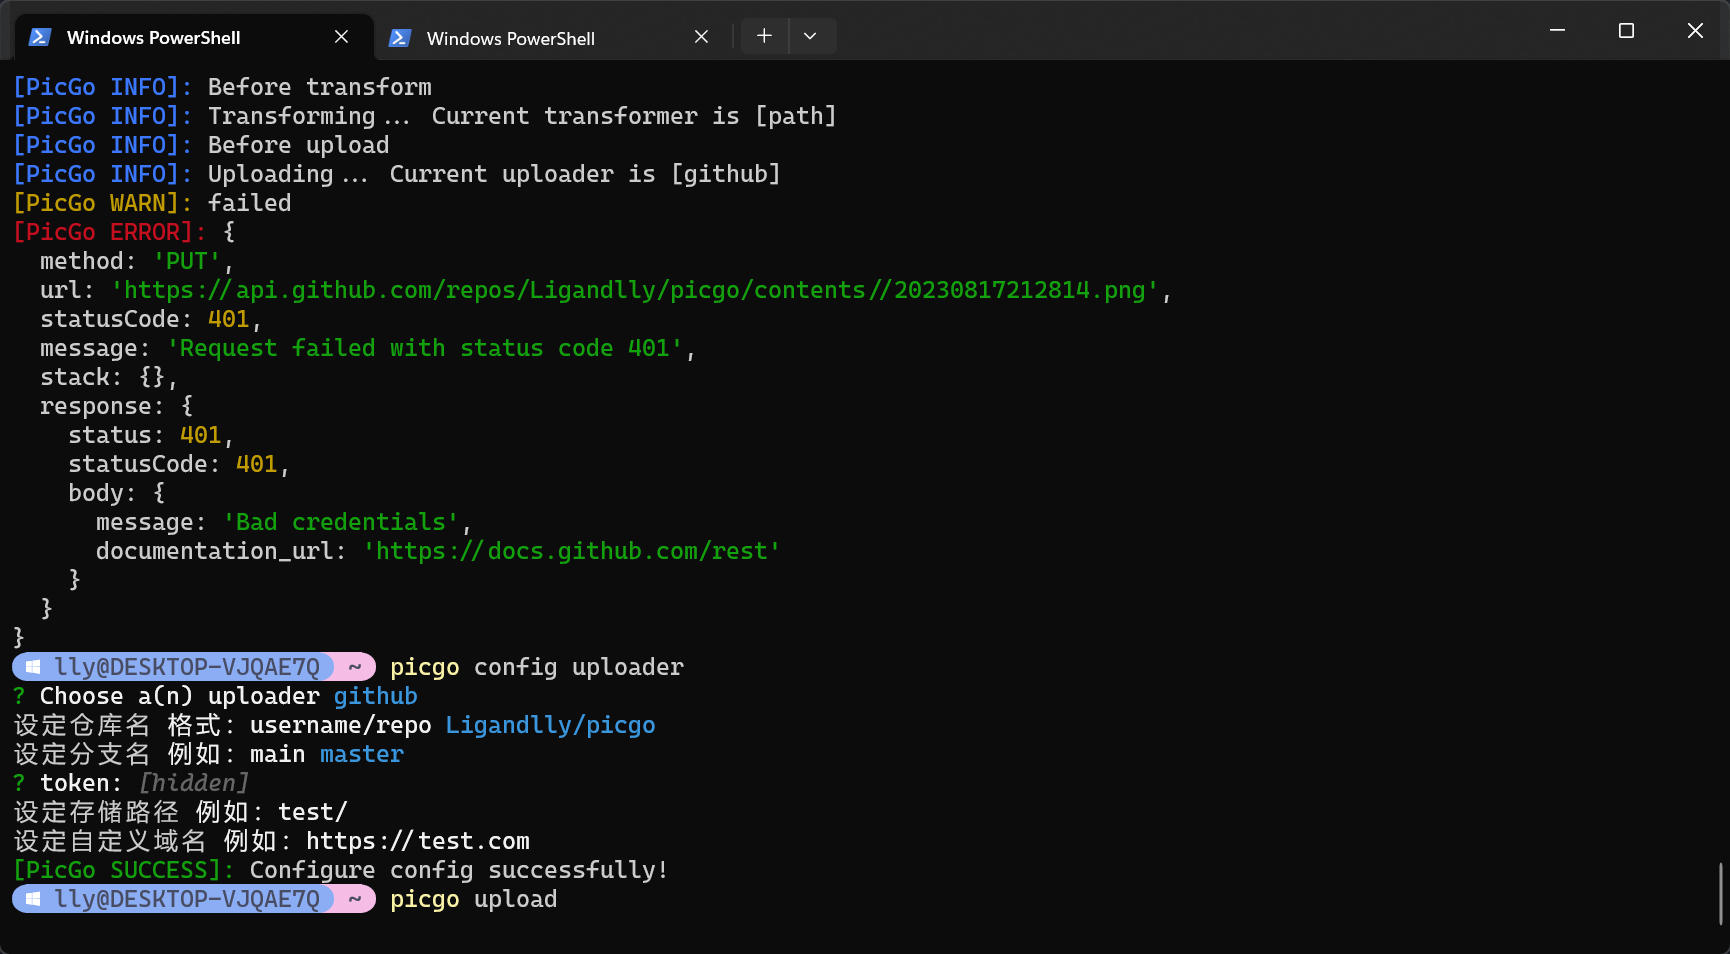 Windows PowerShell
Windows PowerShell
[PicGo INFO]: Before transform
[PicGo INFO]: Transforming... Current transformer is [path]
[PicGo INFO]: Before upload
[PicGo INFO]: Uploading... Current uploader is [github]
[PicGo WARN]: failed
[PicGo ERROR]: {
  method: 'PUT',
  url: 'https://api.github.com/repos/Ligandlly/picgo/contents//20230817212814.png',
  statusCode: 401,
  message: 'Request failed with status code 401',
  stack: {},
  response: {
    status: 401,
    statusCode: 401,
    body: {
      message: 'Bad credentials',
      documentation_url: 'https://docs.github.com/rest'
    }
  }
}
lly@DESKTOP-VJQAE7Q ~ picgo config uploader
? Choose a(n) uploader github
设定仓库名 格式：username/repo Ligandlly/picgo
设定分支名 例如：main master
? token: [hidden]
设定存储路径 例如：test/
设定自定义域名 例如：https://test.com
[PicGo SUCCESS]: Configure config successfully!
lly@DESKTOP-VJQAE7Q ~ picgo upload